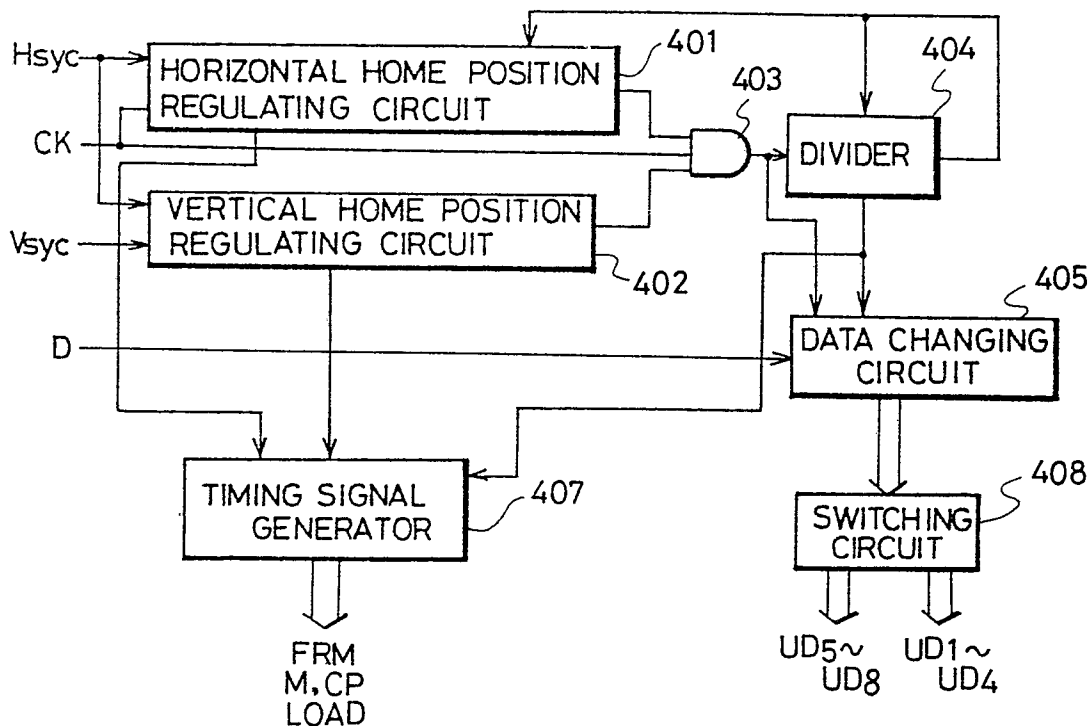 Hsyc
HORIZONTAL HOME POSITION
REGULATING CIRCUIT
401
404
403
CK
DIVIDER
VERTICAL HOME POSITION
REGULATING CIRCUIT
Vsyc
402
405
D
DATA CHANGING
CIRCUIT
TIMING SIGNAL
GENERATOR
407
408
SWITCHING
CIRCUIT
FRM
M,CP
LOAD
UD5~
UD8
UD1~
UD4